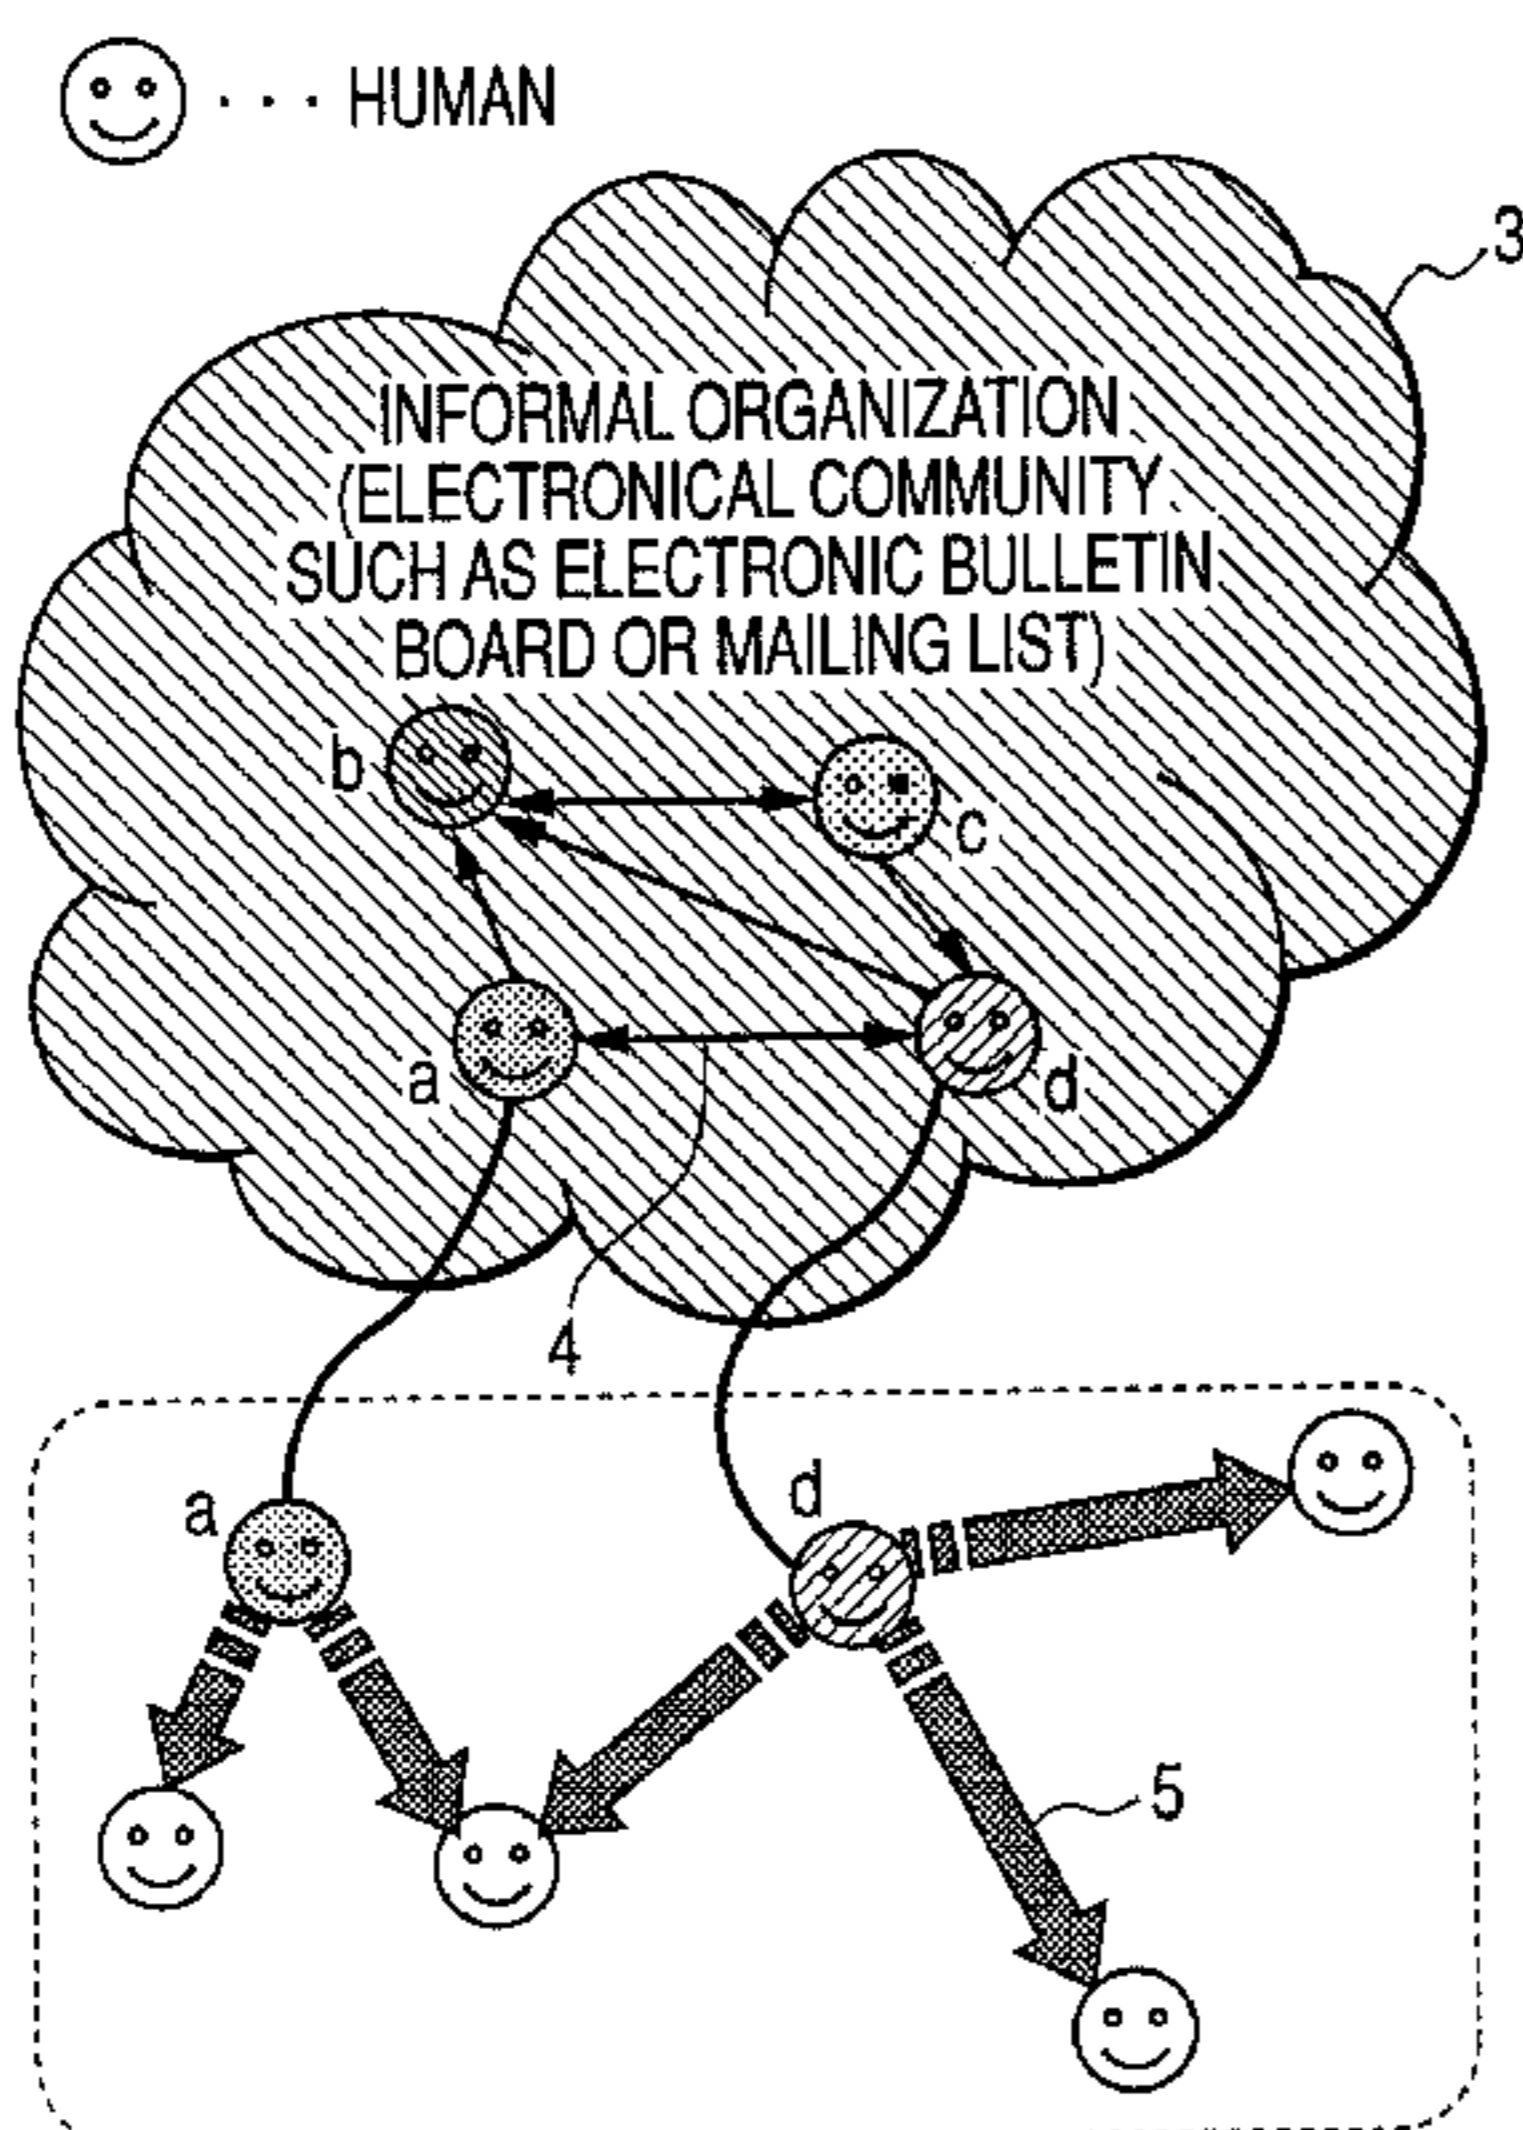 ··· HUMAN
3
INFORMAL ORGANIZATION
(ELECTRONICAL COMMUNITY
SUCH AS ELECTRONIC BULLETIN
BOARD OR MAILING LIST)
b
c
a
d
4
a
d
5